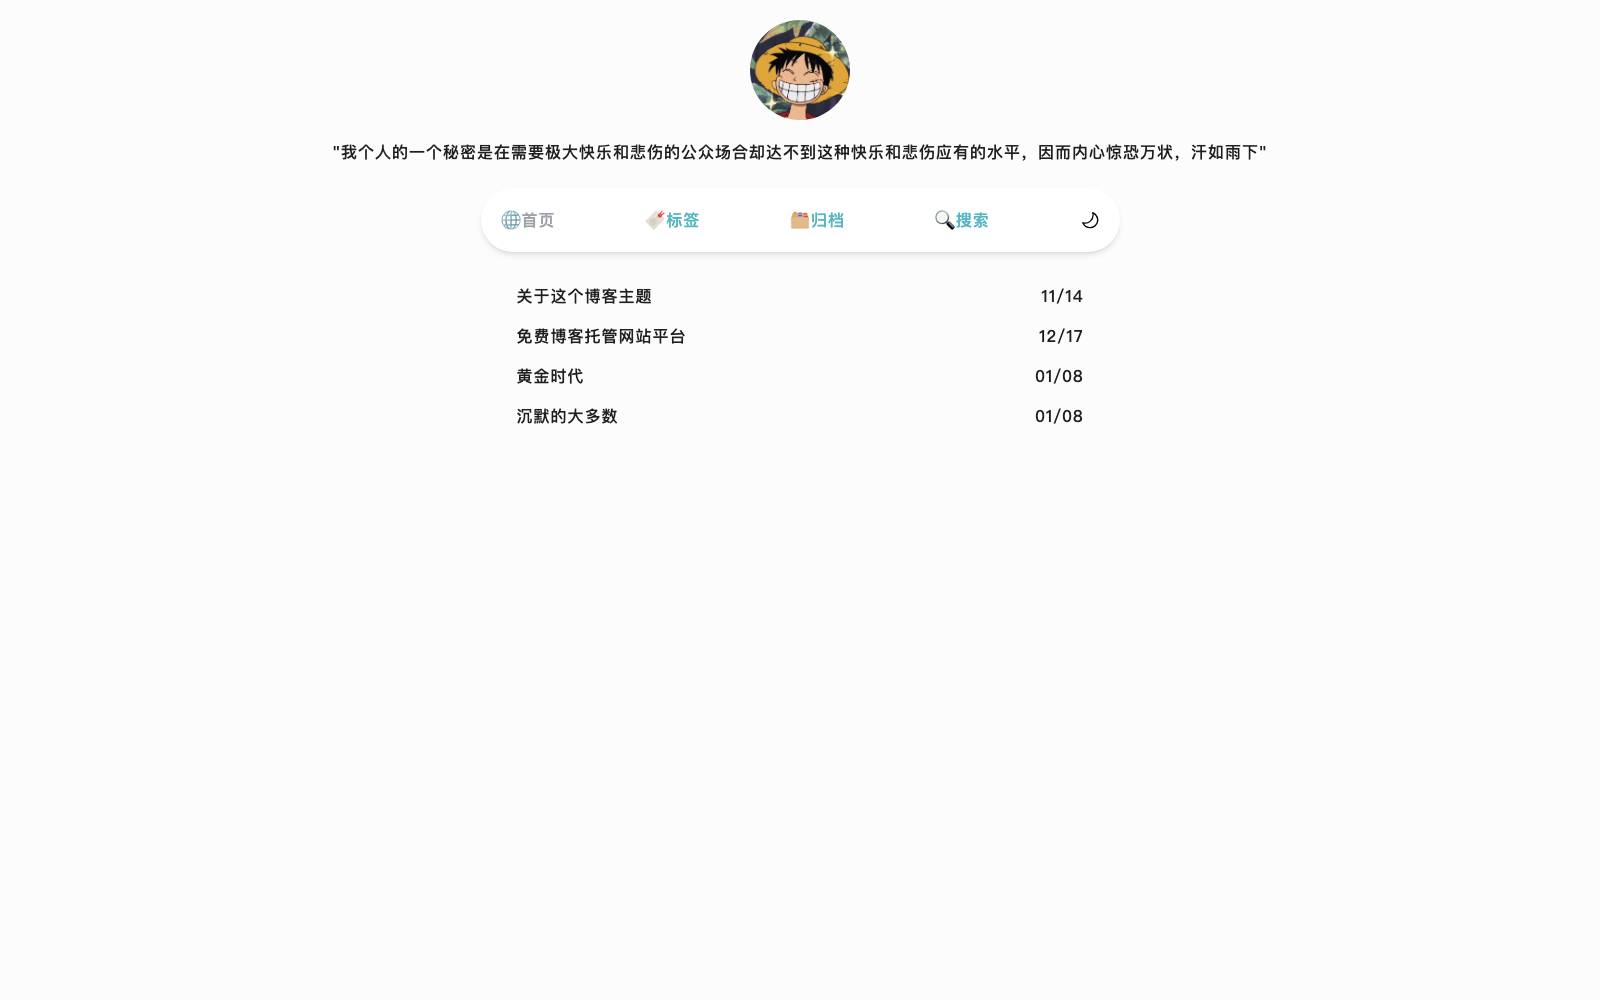 "我个人的一个秘密是在需要极大快乐和悲伤的公众场合却达不到这种快乐和悲伤应有的水平，因而内心惊恐万状，汗如雨下"
首页 标签 归档 搜索
关于这个博客主题 11/14
免费博客托管网站平台 12/17
黄金时代 01/08
沉默的大多数 01/08